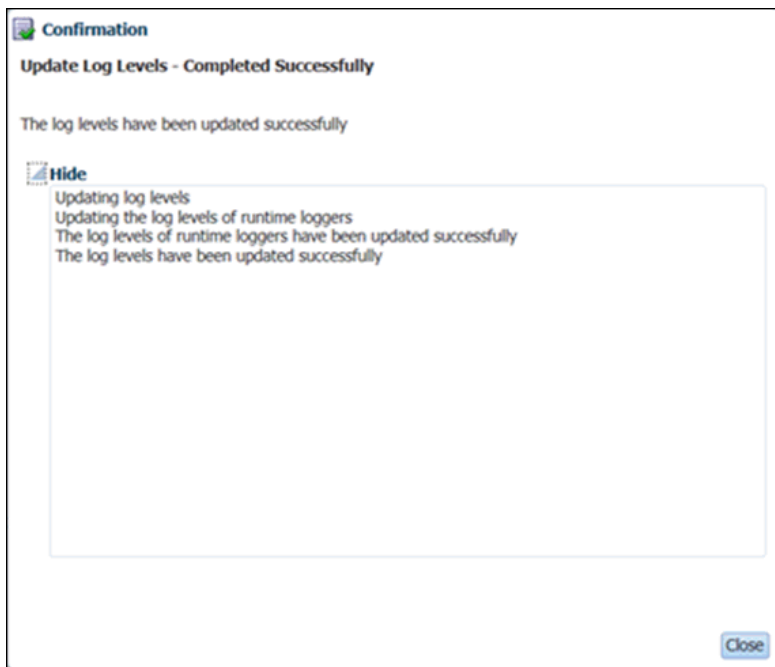 Confirmation
Update Log Levels - Completed Successfully
The log levels have been updated successfully
Hide
Updating log levels
Updating the log levels of runtime loggers
The log levels of runtime loggers have been updated successfully
The log levels have been updated successfully
Close